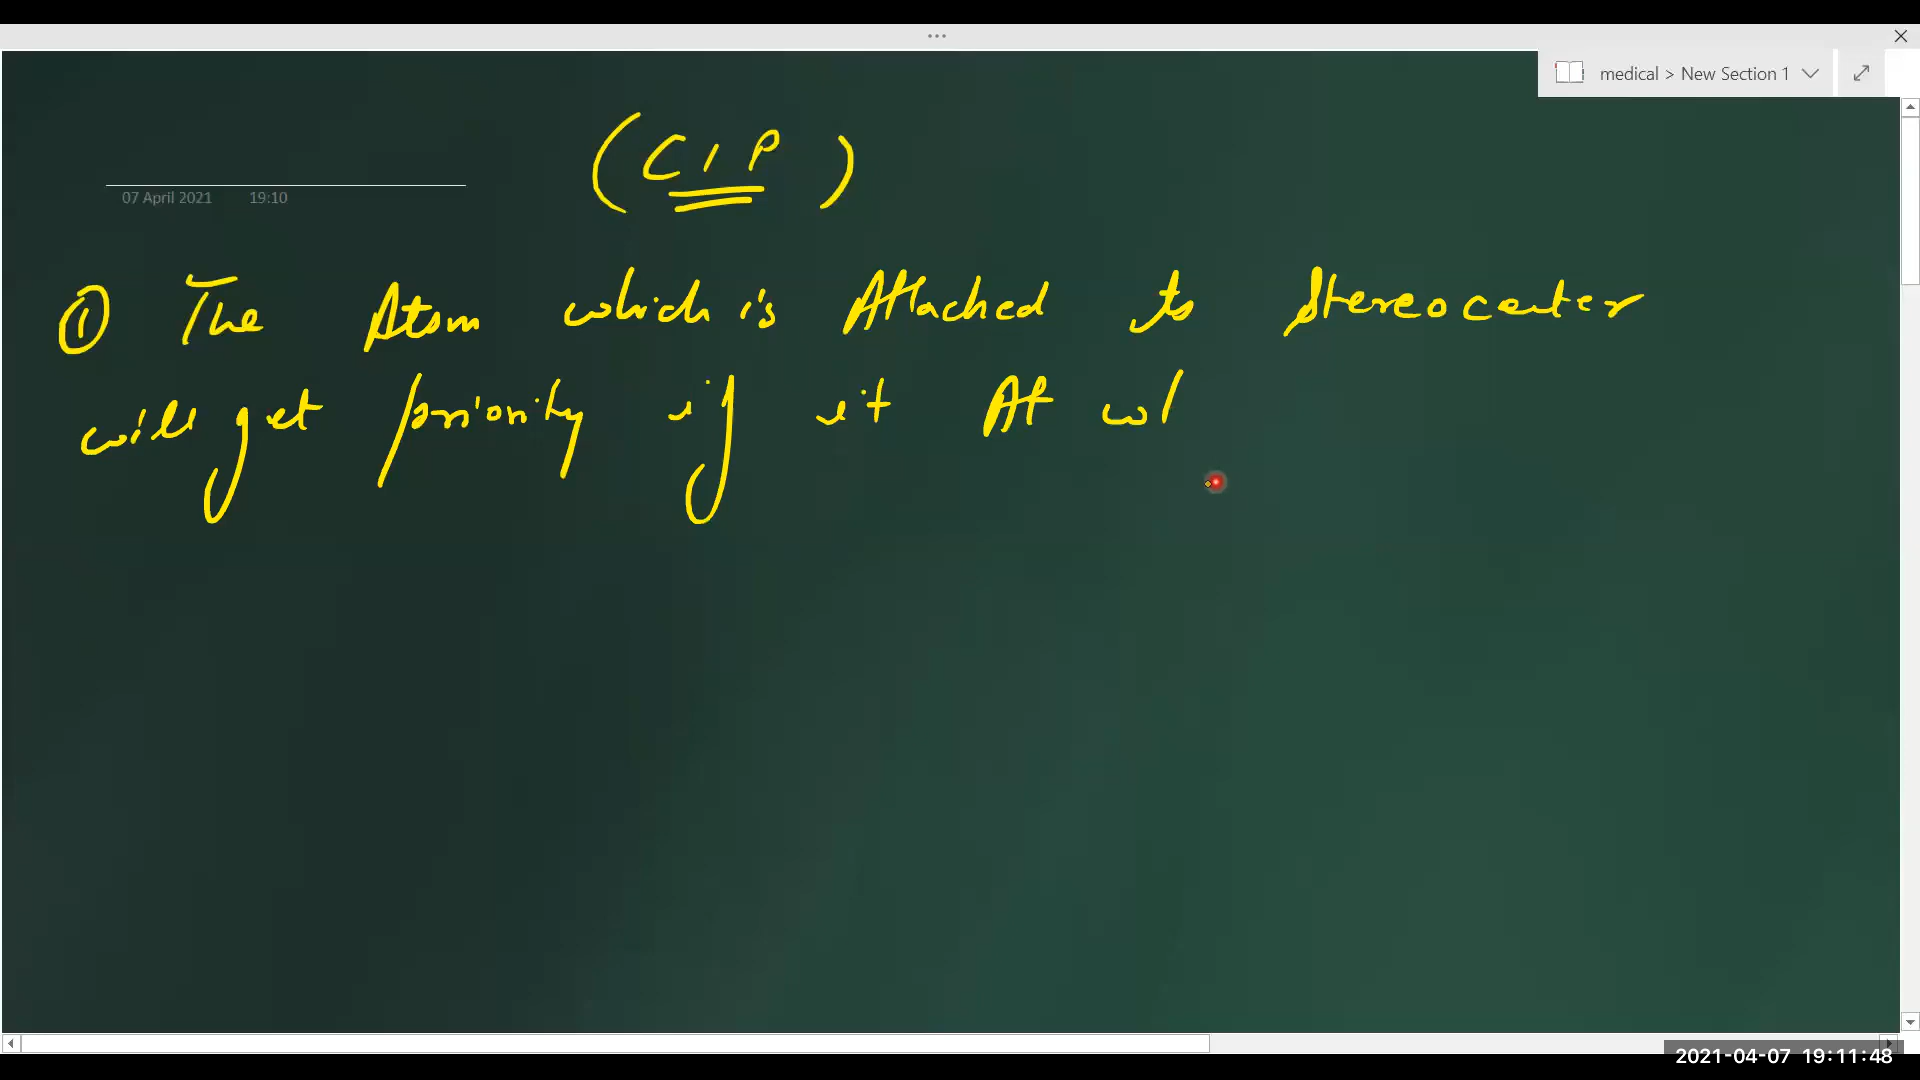 ...
medical > New Section 1
(CIP)
07 April 2021 19:10
① The Atom which is Attached to Stereocenter
will get priority if it At w
2021-04-07 19:11:48